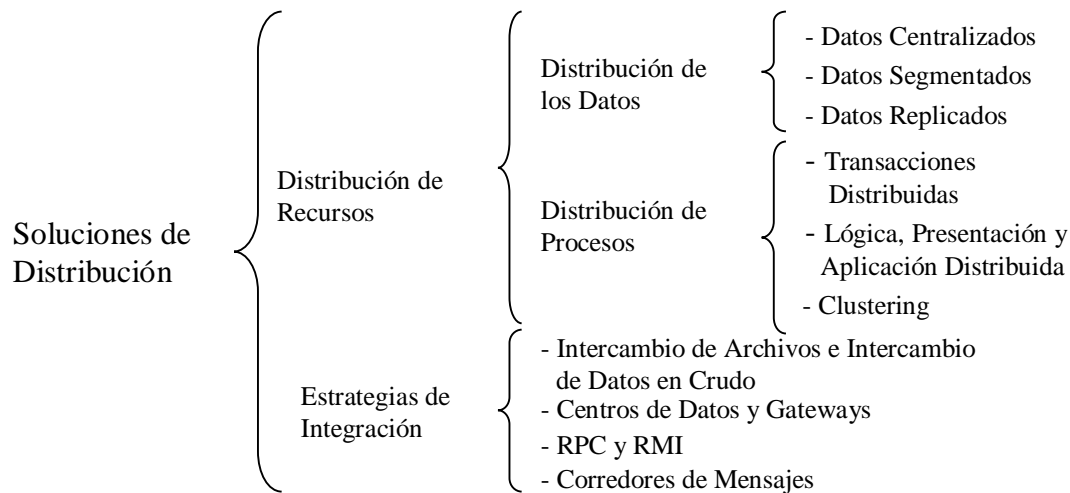 Soluciones de
Distribución
Distribución de
Recursos
Distribución de
los Datos
- Datos Centralizados
- Datos Segmentados
- Datos Replicados
Distribución de
Procesos
- Transacciones
Distribuidas
- Lógica, Presentación y
Aplicación Distribuida
- Clustering
Estrategias de
Integración
- Intercambio de Archivos e Intercambio
de Datos en Crudo
- Centros de Datos y Gateways
- RPC y RMI
- Corredores de Mensajes